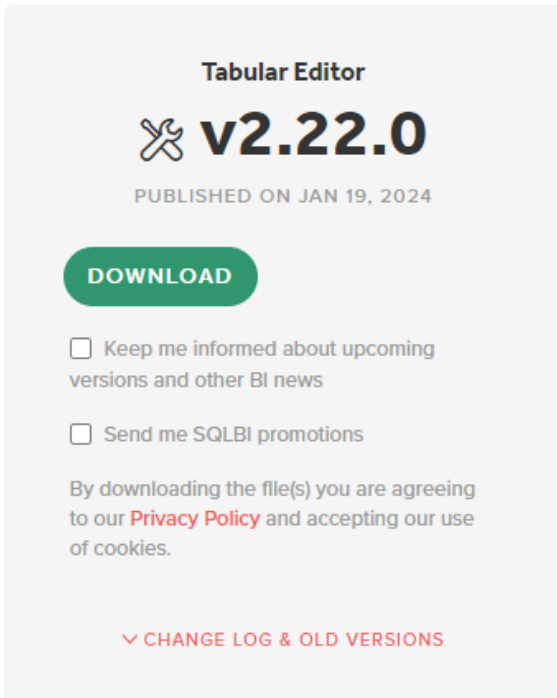 Tabular Editor
v2.22.0
PUBLISHED ON JAN 19, 2024
DOWNLOAD
Keep me informed about upcoming
versions and other BI news
Send me SQLBI promotions
By downloading the file(s) you are agreeing
to our Privacy Policy and accepting our use
of cookies.
CHANGE LOG & OLD VERSIONS